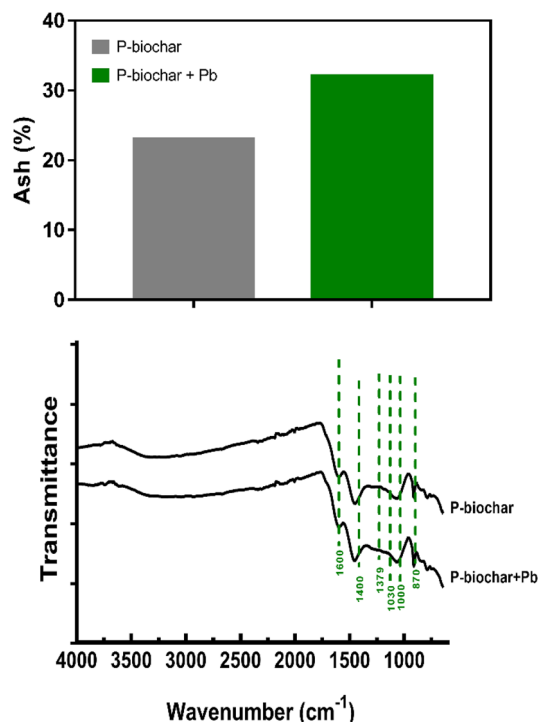 40
P-biochar
P-biochar + Pb
30
Ash (%)
20
10
0
Transmittance
P-biochar
P-biochar+Pb
1600
1400
1379
1030
1000
870
4000 3500 3000 2500 2000 1500 1000
Wavenumber (cm⁻¹)